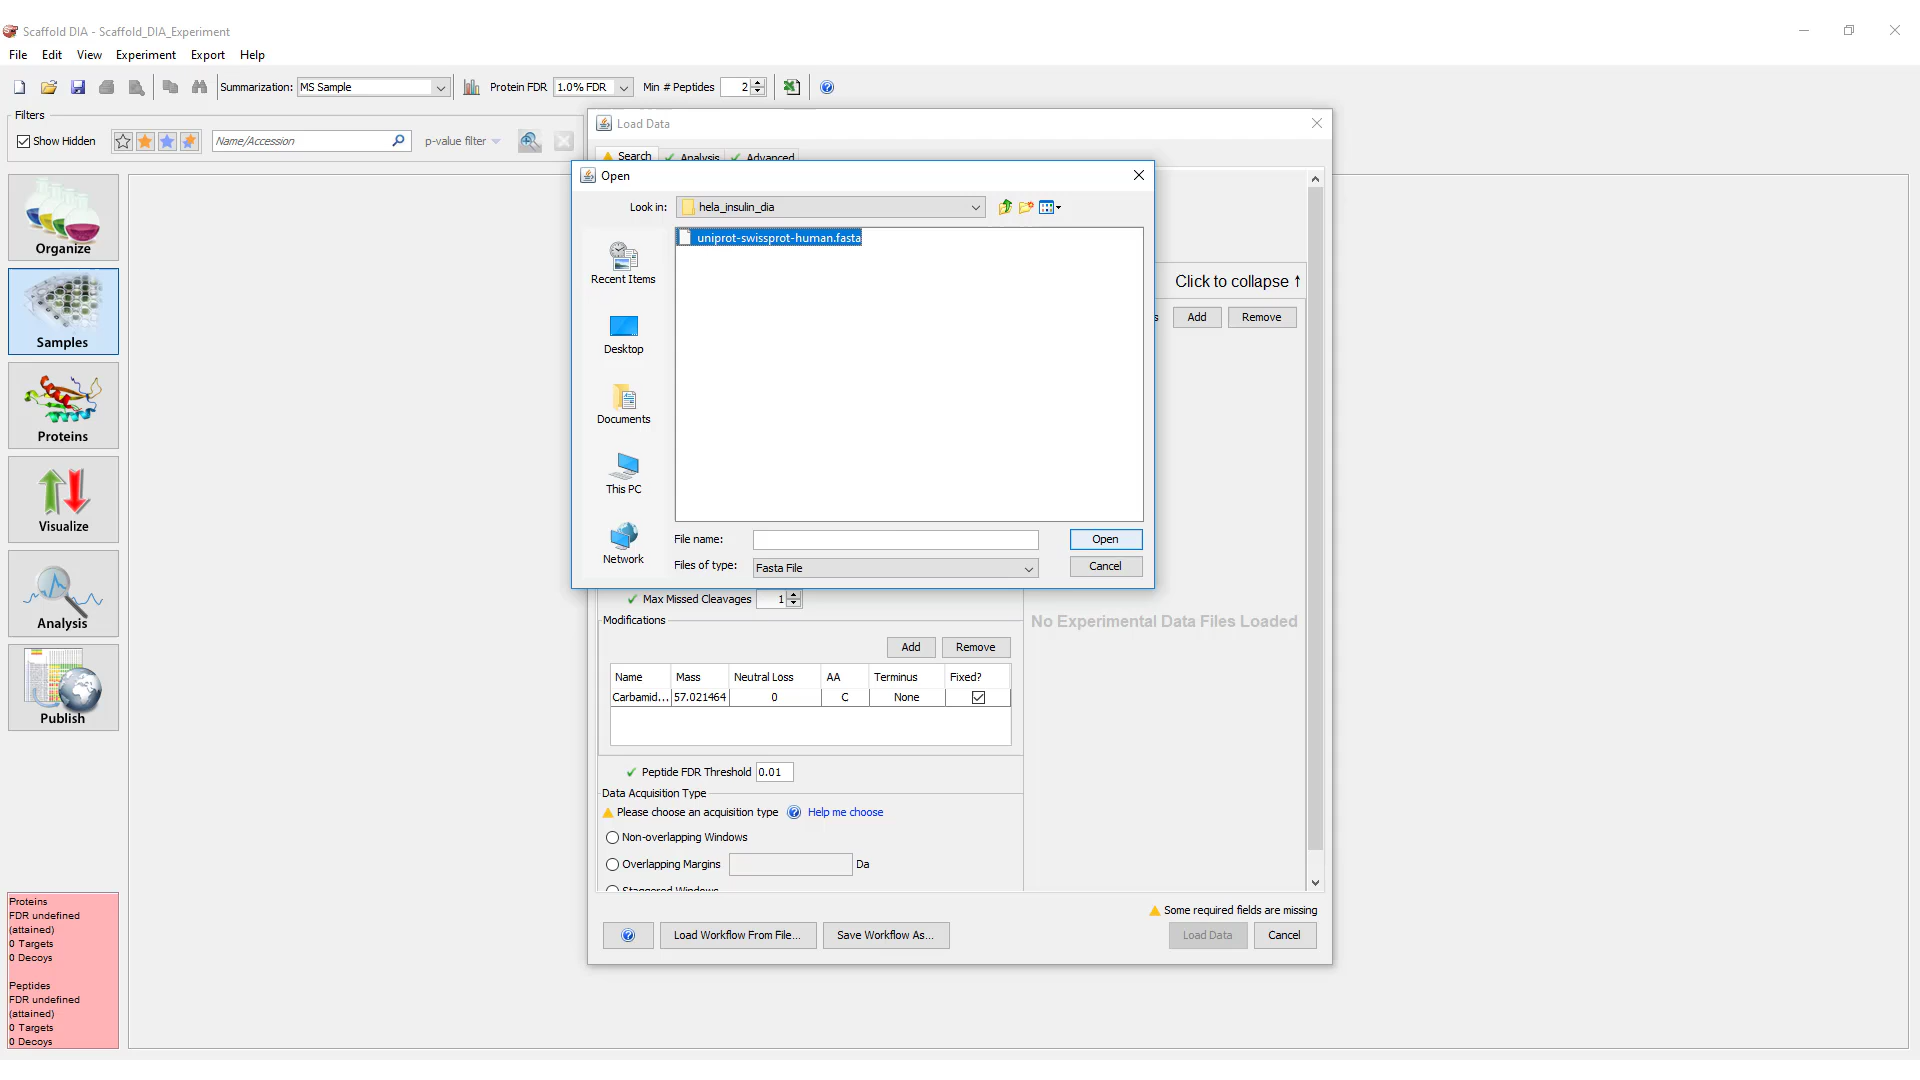 Scaffold DIA - Scaffold_DIA_Experiment
File Edit View Experiment Export Help
Summarization: MS Sample Protein FDR 1.0% FDR Min # Peptides 2
Filters
Show Hidden Name/Accession p-value filter
Load Data
Search Analysis Advanced
Open
Look in: hela_insulin_dia
uniprot-swissprot-human.fasta
Recent Items
Desktop
Documents
This PC
Network
File name: Open
Files of type: Fasta File Cancel
Click to collapse ↑
s Add Remove
Organize
Samples
Proteins
Visualize
Analysis
Publish
Max Missed Cleavages 1
Modifications
Add Remove
Name Mass Neutral Loss AA Terminus Fixed?
Carbamid... 57.021464 0 C None
No Experimental Data Files Loaded
Peptide FDR Threshold 0.01
Data Acquisition Type
Please choose an acquisition type Help me choose
Non-overlapping Windows
Overlapping Margins Da
Staggered Windows
Some required fields are missing
Load Workflow From File... Save Workflow As... Load Data Cancel
Proteins
FDR undefined
(attained)
0 Targets
0 Decoys
Peptides
FDR undefined
(attained)
0 Targets
0 Decoys